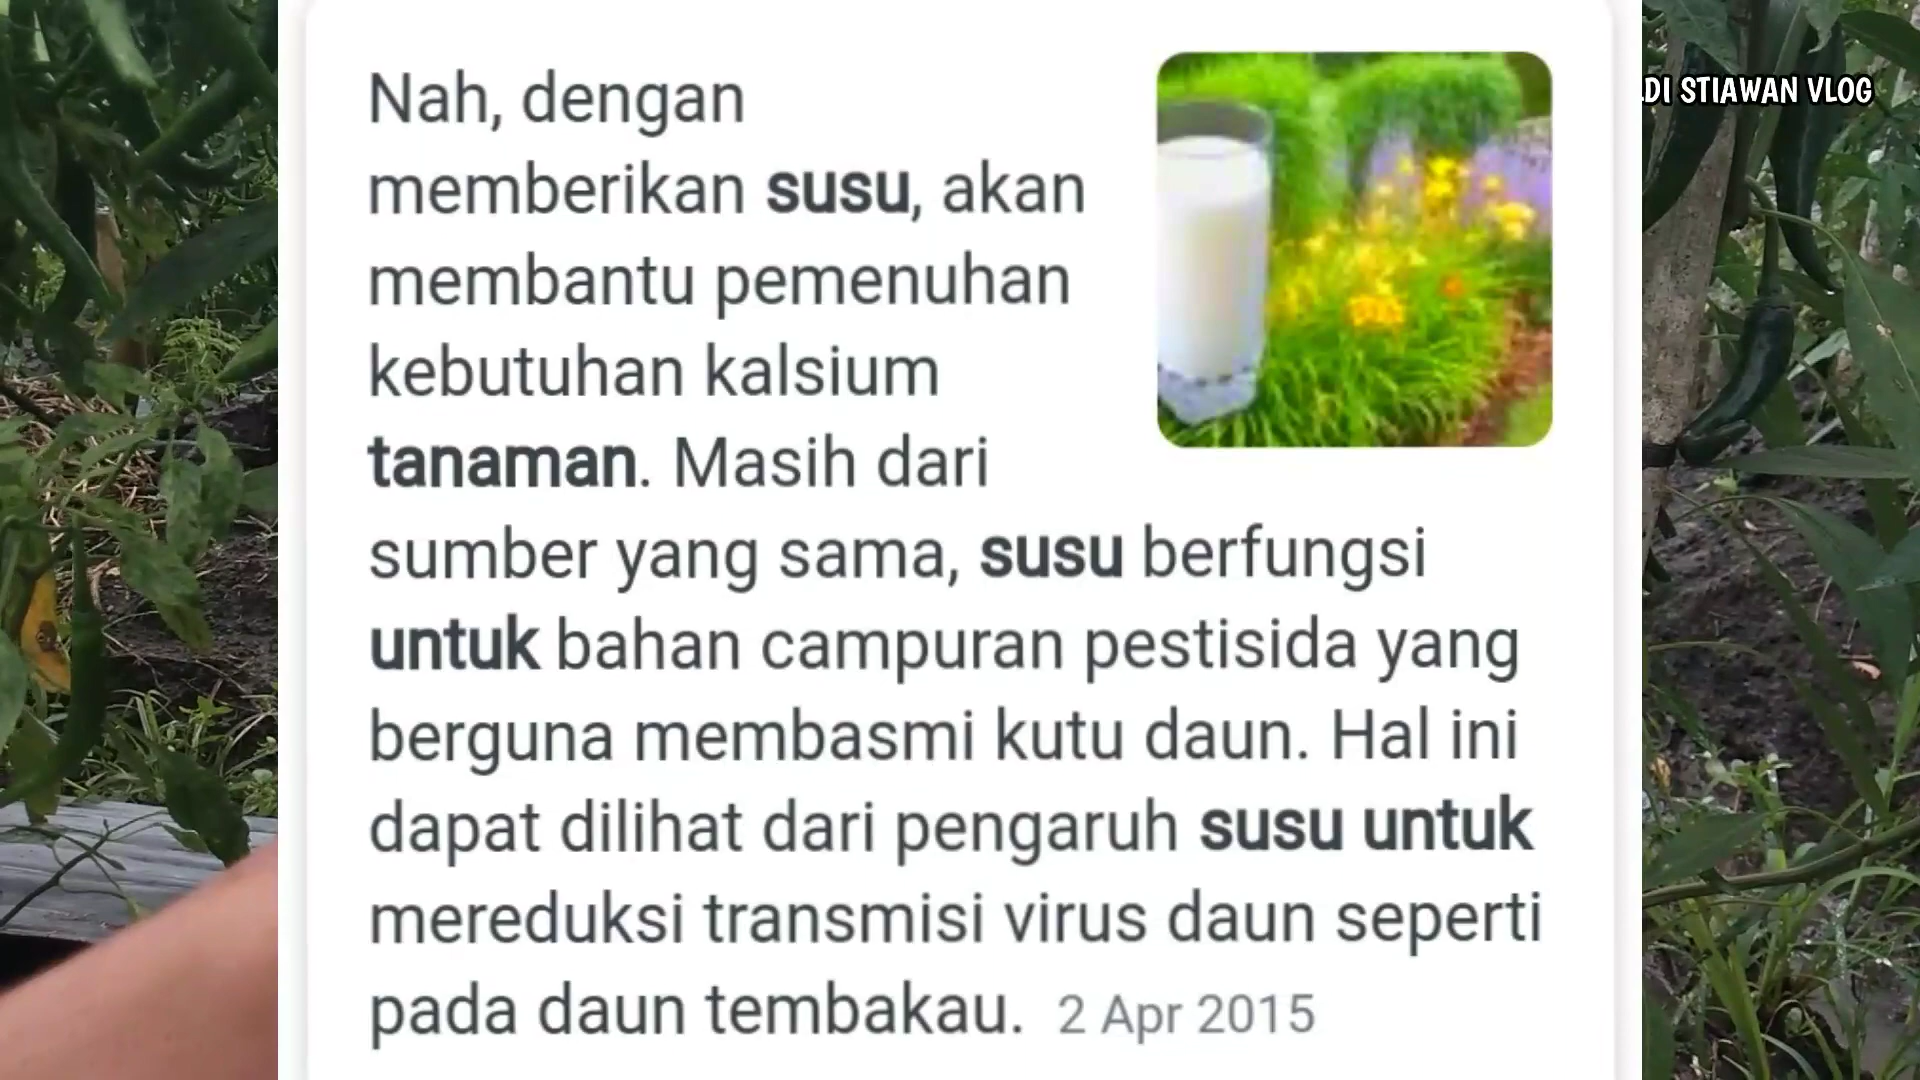 Nah, dengan
memberikan susu, akan
membantu pemenuhan
kebutuhan kalsium
tanaman. Masih dari
sumber yang sama, susu berfungsi
untuk bahan campuran pestisida yang
berguna membasmi kutu daun. Hal ini
dapat dilihat dari pengaruh susu untuk
mereduksi transmisi virus daun seperti
pada daun tembakau. 2 Apr 2015
DI STIAWAN VLOG